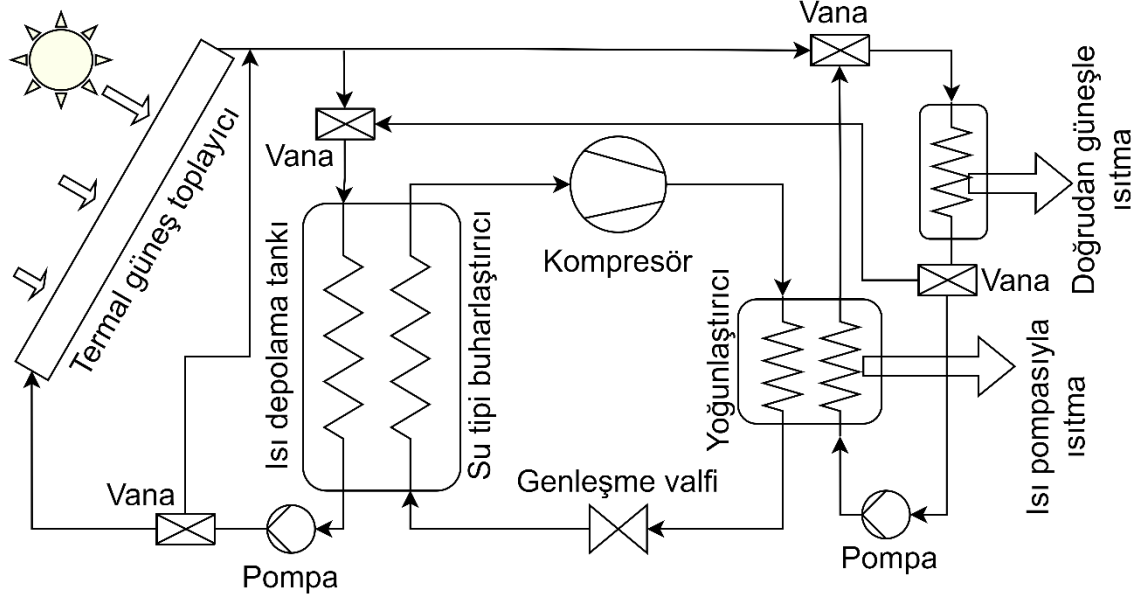 Vana
Termal güneş toplayıcı
Vana
Isı depolama tankı
Su tipi buharlaştırıcı
Kompresör
Doğrudan güneşle
ısıtma
Vana
Yoğunlaştırıcı
Isı pompasıyla
ısıtma
Genleşme valfi
Vana
Pompa
Pompa